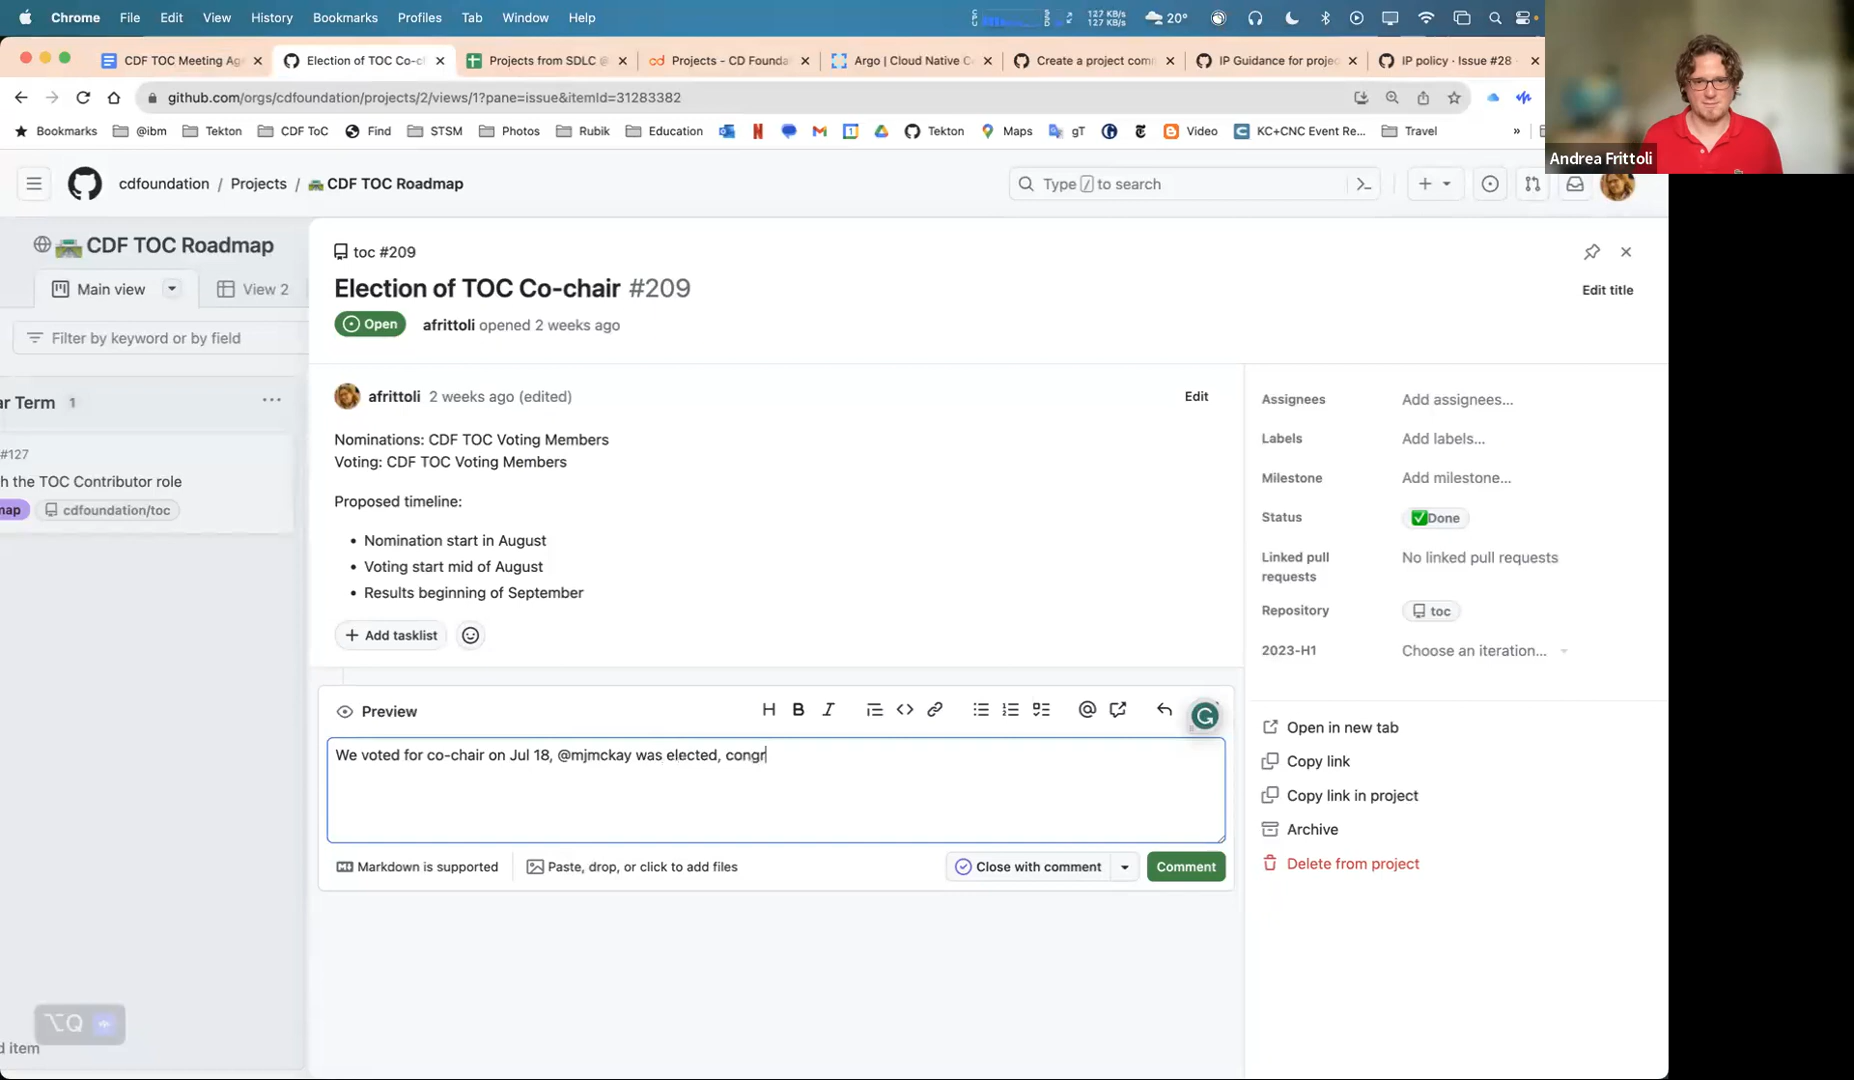 Chrome File Edit View History Bookmarks Profiles Tab Window Help 127 KB/s 127 KB/s 20°
CDF TOC Meeting Ag Election of TOC Co-c Projects from SDLC @ Projects - CD Founda Argo | Cloud Native C Create a project com IP Guidance for proje IP policy · Issue #28
github.com/orgs/cdfoundation/projects/2/views/1?pane=issue&itemId=31283382
Bookmarks @ibm Tekton CDF ToC Find STSM Photos Rubik Education Tekton Maps gT Video KC+CNC Event Re... Travel »
Andrea Frittoli
cdfoundation / Projects / CDF TOC Roadmap Type / to search
CDF TOC Roadmap
Main view View 2
Filter by keyword or by field
ar Term 1
#127
h the TOC Contributor role
map cdfoundation/toc
d item
⌥Q
toc #209
Election of TOC Co-chair #209
Edit title
Open afrittoli opened 2 weeks ago
afrittoli 2 weeks ago (edited) Edit
Nominations: CDF TOC Voting Members
Voting: CDF TOC Voting Members
Proposed timeline:
• Nomination start in August
• Voting start mid of August
• Results beginning of September
Add tasklist
Preview
We voted for co-chair on Jul 18, @mjmckay was elected, congr
Markdown is supported Paste, drop, or click to add files Close with comment Comment
Assignees Add assignees...
Labels Add labels...
Milestone Add milestone...
Status Done
Linked pull requests No linked pull requests
Repository toc
2023-H1 Choose an iteration...
Open in new tab
Copy link
Copy link in project
Archive
Delete from project